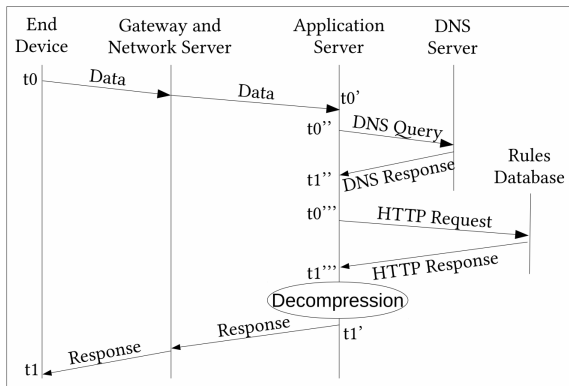 End
Device
Gateway and
Network Server
Application
Server
DNS
Server
t0
Data
Data
t0'
t0''
DNS Query
t1''
DNS Response
Rules
Database
t0'''
HTTP Request
t1'''
HTTP Response
Decompression
Response
t1'
Response
t1